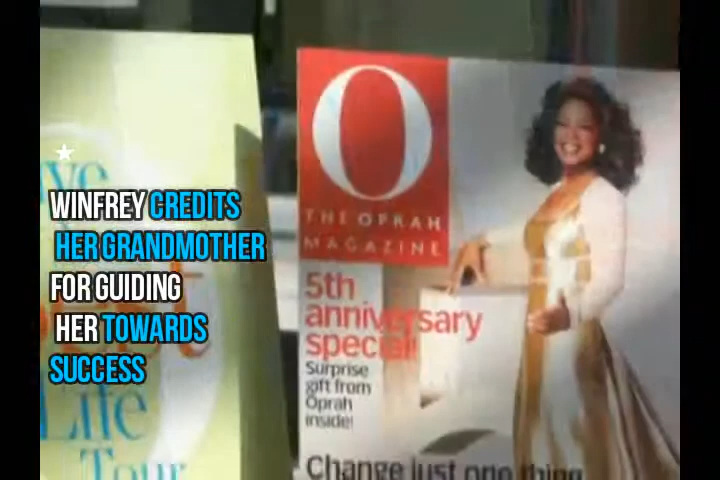 WINFREY CREDITS
HER GRANDMOTHER
FOR GUIDING
HER TOWARDS
SUCCESS
Life
Tour
O
THE OPRAH
MAGAZINE
5th
anniversary
special!
Surprise
gift from
Oprah
inside!
Change just one thing